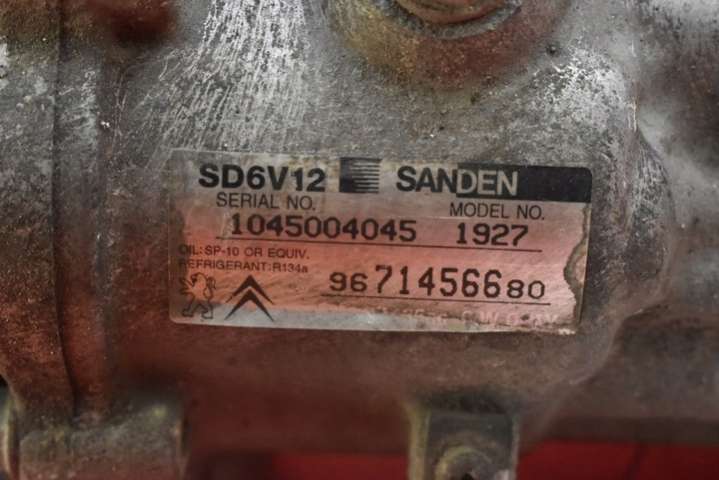 SD6V12 SANDEN
SERIAL NO. MODEL NO.
1045004045 1927
OIL: SP-10 OR EQUIV.
REFRIGERANT: R134a
9671456680